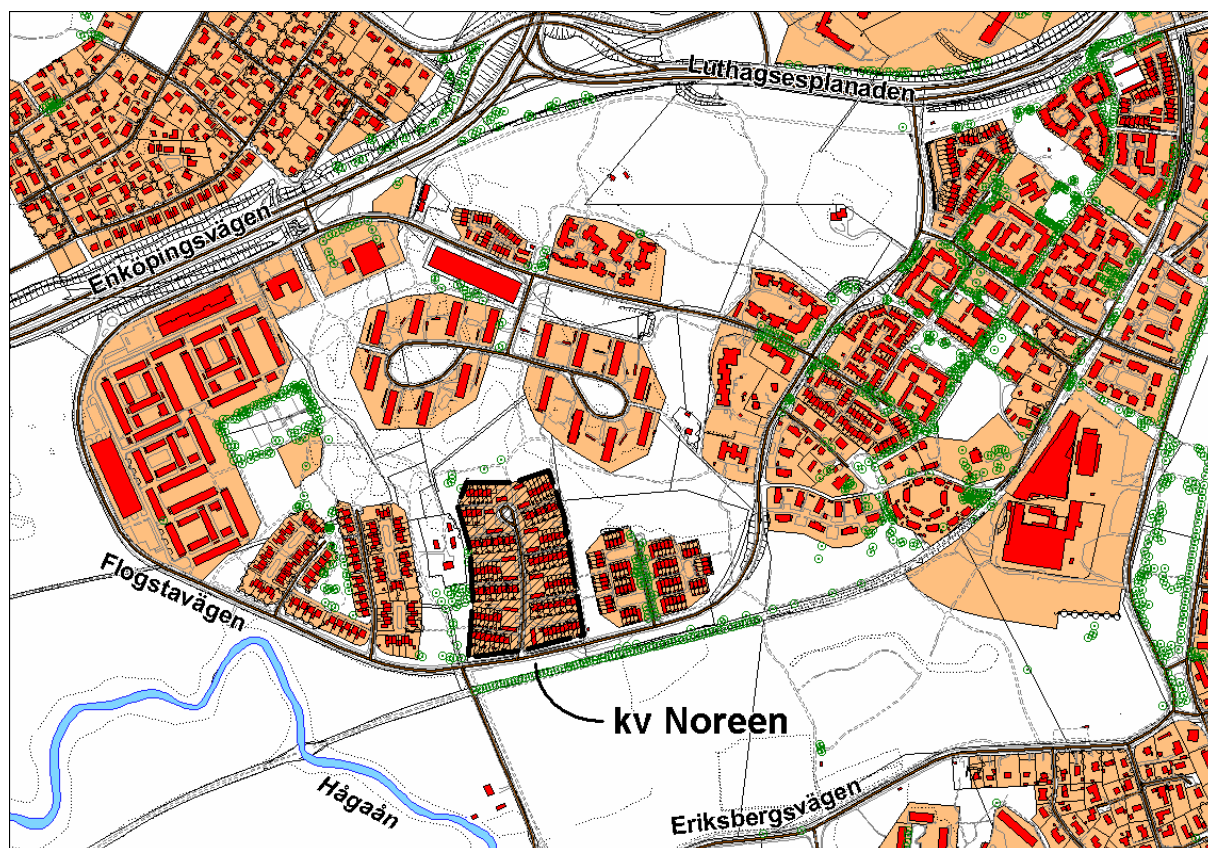 Luthagsesplanaden
Enköpingsvägen
Flogstavägen
kv Noreen
Hågaån
Eriksbergsvägen